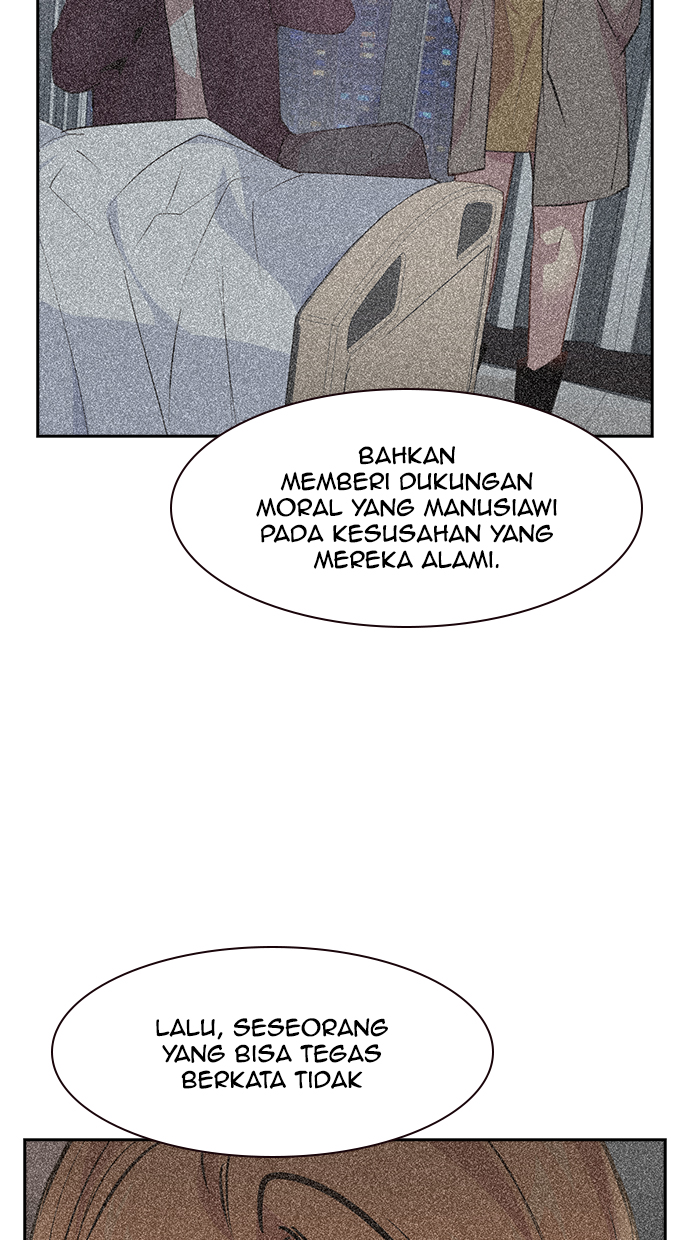 BAHKAN
MEMBERI DUKUNGAN
MORAL YANG MANUSIAWI
PADA KESUSAHAN YANG
MEREKA ALAMI.
LALU, SESEORANG
YANG BISA TEGAS
BERKATA TIDAK